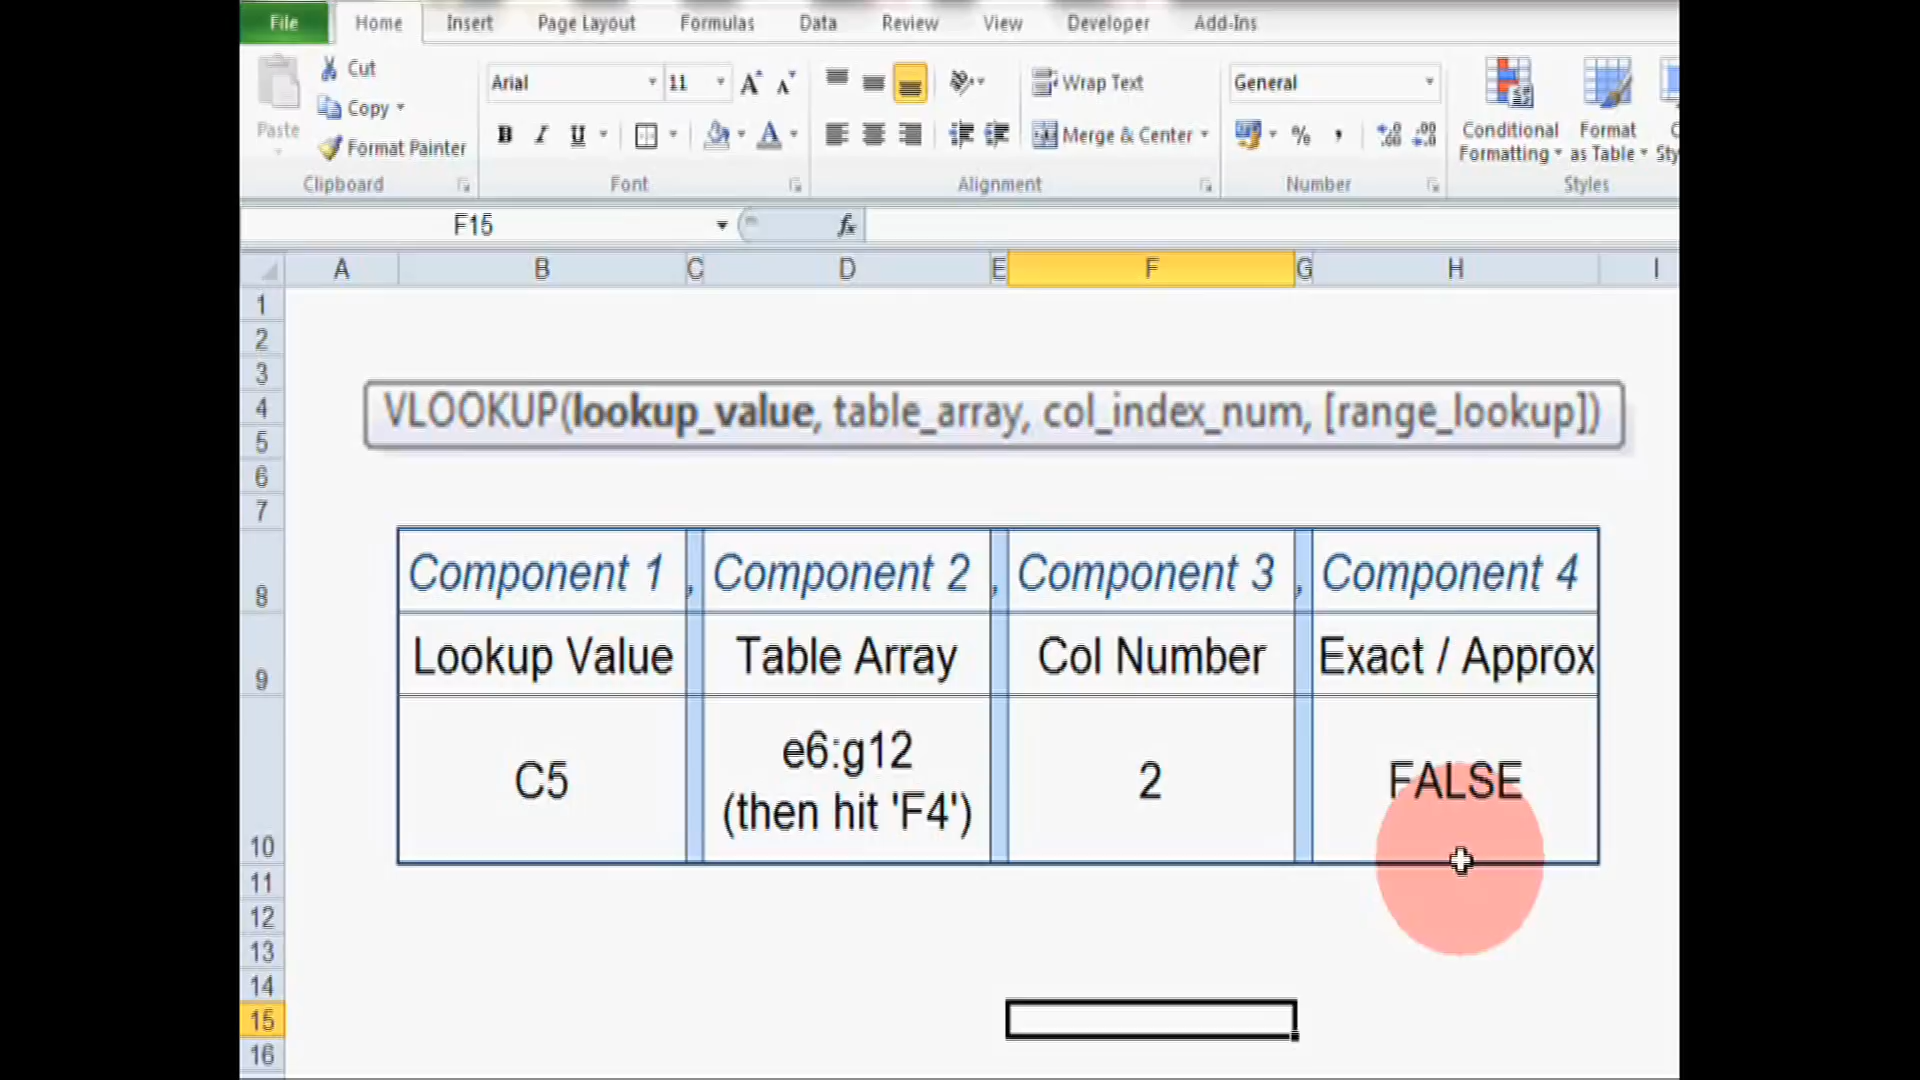 File Home Insert Page Layout Formulas Data Review View Developer Add-Ins
Cut
Copy
Format Painter
Paste
Arial 11
Wrap Text
Merge & Center
General
Conditional Formatting
Format as Table
Clipboard Font Alignment Number Styles
F15 fx
A B C D E F G H I
1
2
3
4
5
6
7
8
9
10
11
12
13
14
15
16
VLOOKUP(lookup_value, table_array, col_index_num, [range_lookup])
Component 1 , Component 2 , Component 3 , Component 4
Lookup Value Table Array Col Number Exact / Approx
C5 e6:g12 (then hit 'F4') 2 FALSE